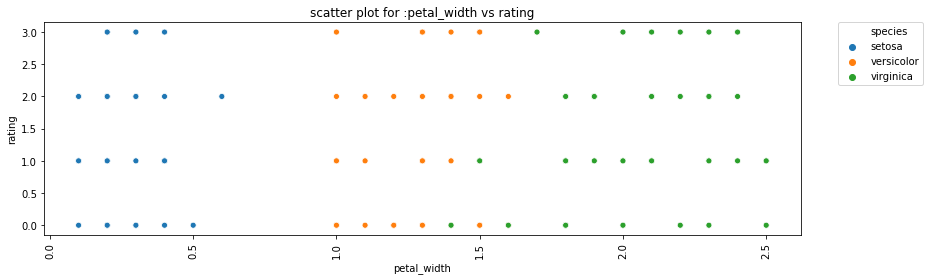 scatter plot for :petal_width vs rating
species
setosa
versicolor
virginica
rating
3.0
2.5
2.0
1.5
1.0
0.5
0.0
0.0
0.5
1.0
1.5
2.0
2.5
petal_width